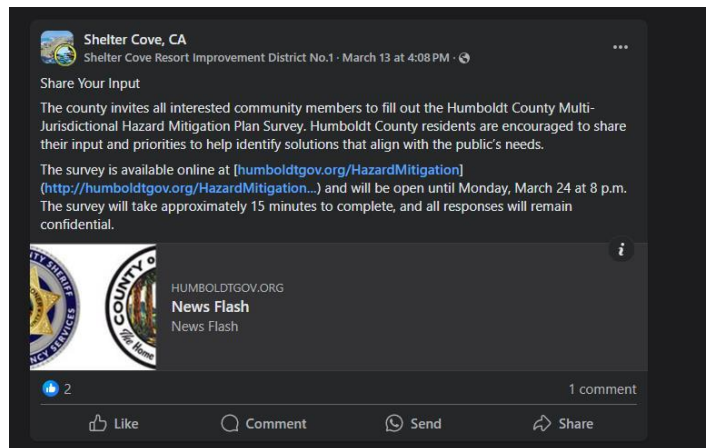 Shelter Cove, CA
Shelter Cove Resort Improvement District No.1 · March 13 at 4:08 PM ·
Share Your Input
The county invites all interested community members to fill out the Humboldt County Multi-
Jurisdictional Hazard Mitigation Plan Survey. Humboldt County residents are encouraged to share
their input and priorities to help identify solutions that align with the public's needs.
The survey is available online at [humboldtgov.org/HazardMitigation]
(http://humboldtgov.org/HazardMitigation...) and will be open until Monday, March 24 at 8 p.m.
The survey will take approximately 15 minutes to complete, and all responses will remain
confidential.
COUNTY O
The Home
HUMBOLDTGOV.ORG
News Flash
News Flash
2
1 comment
Like Comment Send Share